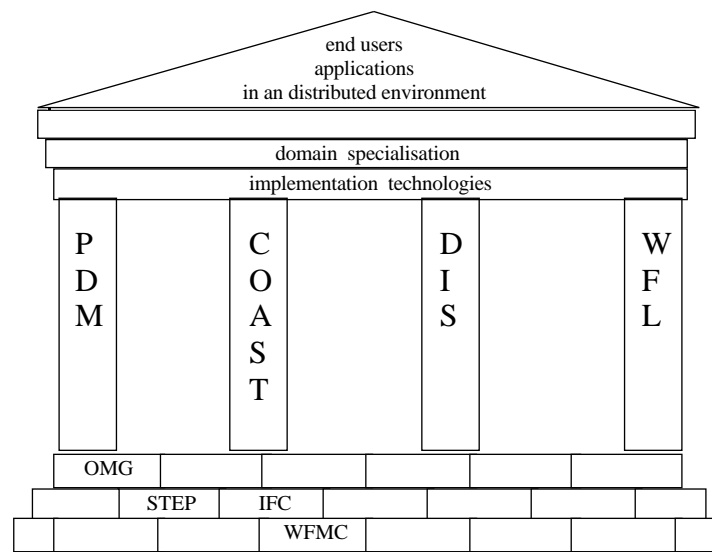 end users
applications
in an distributed environment
domain specialisation
implementation technologies
PDM
COAST
DIS
WFL
OMG
STEP IFC
WFMC